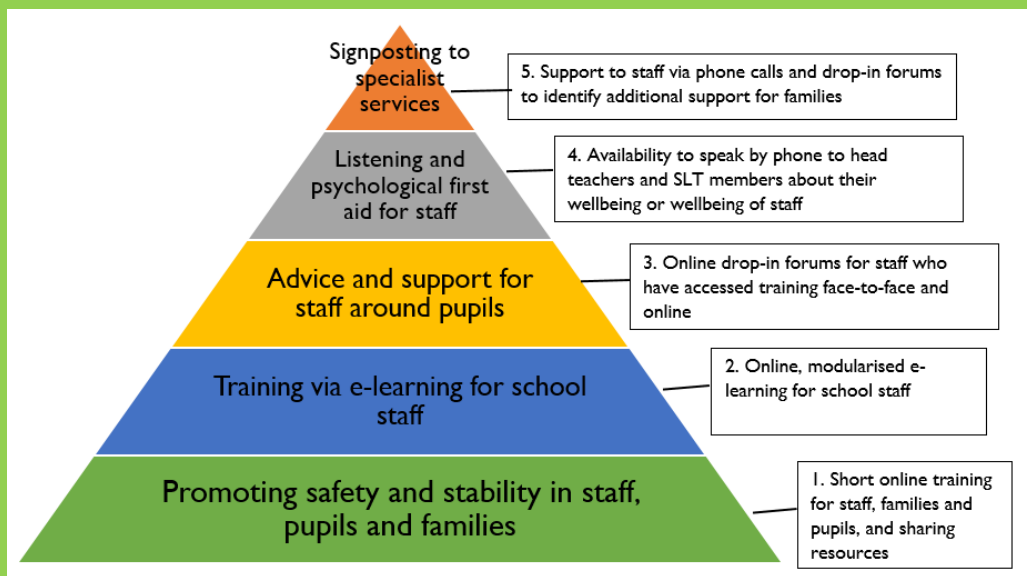 Signposting to
specialist
services
5. Support to staff via phone calls and drop-in forums
to identify additional support for families
Listening and
psychological first
aid for staff
4. Availability to speak by phone to head
teachers and SLT members about their
wellbeing or wellbeing of staff
Advice and support for
staff around pupils
3. Online drop-in forums for staff who
have accessed training face-to-face and
online
Training via e-learning for school
staff
2. Online, modularised e-
learning for school staff
Promoting safety and stability in staff,
pupils and families
1. Short online training
for staff, families and
pupils, and sharing
resources